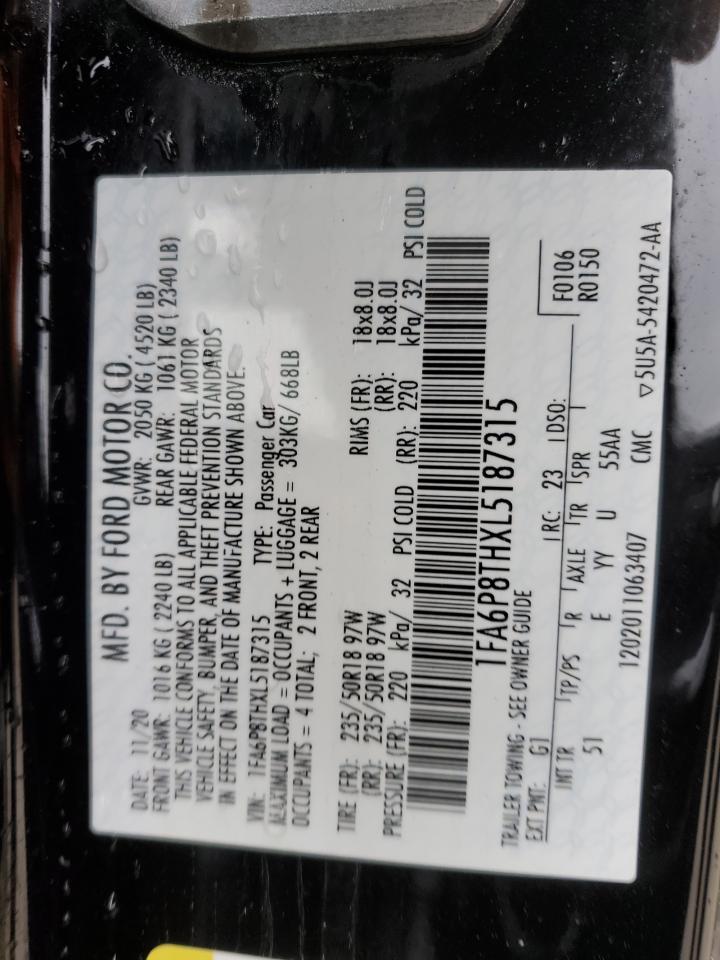 MFD. BY FORD MOTOR CO.
DATE: 11/20 GVWR: 2050 KG ( 4520 LB)
FRONT GAWR: 1016 KG ( 2240 LB) REAR GAWR: 1061 KG ( 2340 LB)
THIS VEHICLE CONFORMS TO ALL APPLICABLE FEDERAL MOTOR
VEHICLE SAFETY, BUMPER, AND THEFT PREVENTION STANDARDS
IN EFFECT ON THE DATE OF MANUFACTURE SHOWN ABOVE.
VIN: 1FA6P8THXL5187315 TYPE: Passenger Car
MAXIMUM LOAD = OCCUPANTS + LUGGAGE = 303KG/ 668LB
OCCUPANTS = 4 TOTAL; 2 FRONT, 2 REAR
TIRE (FR): 235/50R18 97W RIMS (FR): 18x8.0J
(RR): 235/50R18 97W (RR): 18x8.0J
PRESSURE (FR): 220 kPa/ 32 PSI COLD (RR): 220 kPa/ 32 PSI COLD
1FA6P8THXL5187315
TRAILER TOWING - SEE OWNER GUIDE
EXT PNT: G1 RC: 23 DSO: F0106
R0150
INT TR TP/PS R AXLE TR SPR
51 E YY U 55AA
1202011063407 CMC ▽5U5A-5420472-AA